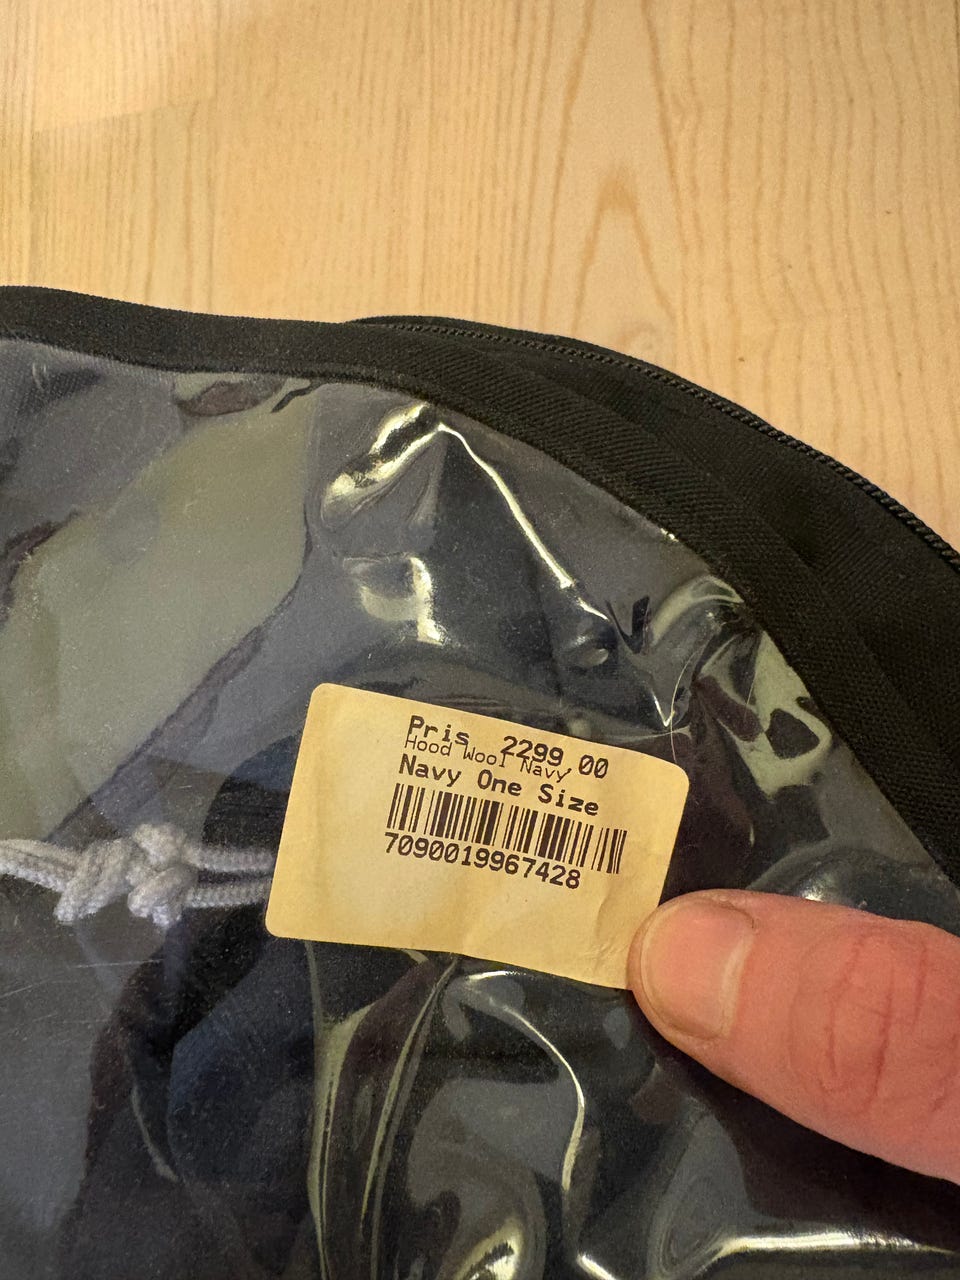 Pris 2299 00
Hood Wool Navy
Navy One Size
7090019967428